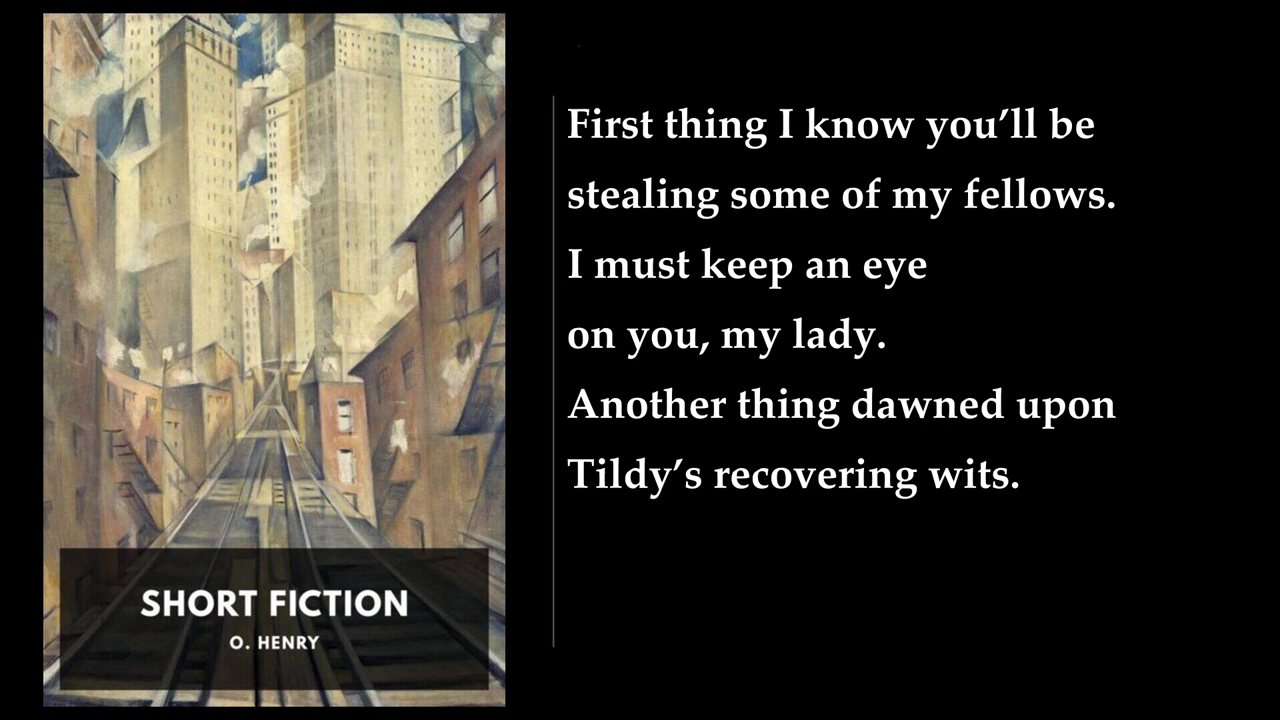 SHORT FICTION
O. HENRY
First thing I know you’ll be
stealing some of my fellows.
I must keep an eye
on you, my lady.
Another thing dawned upon
Tildy’s recovering wits.